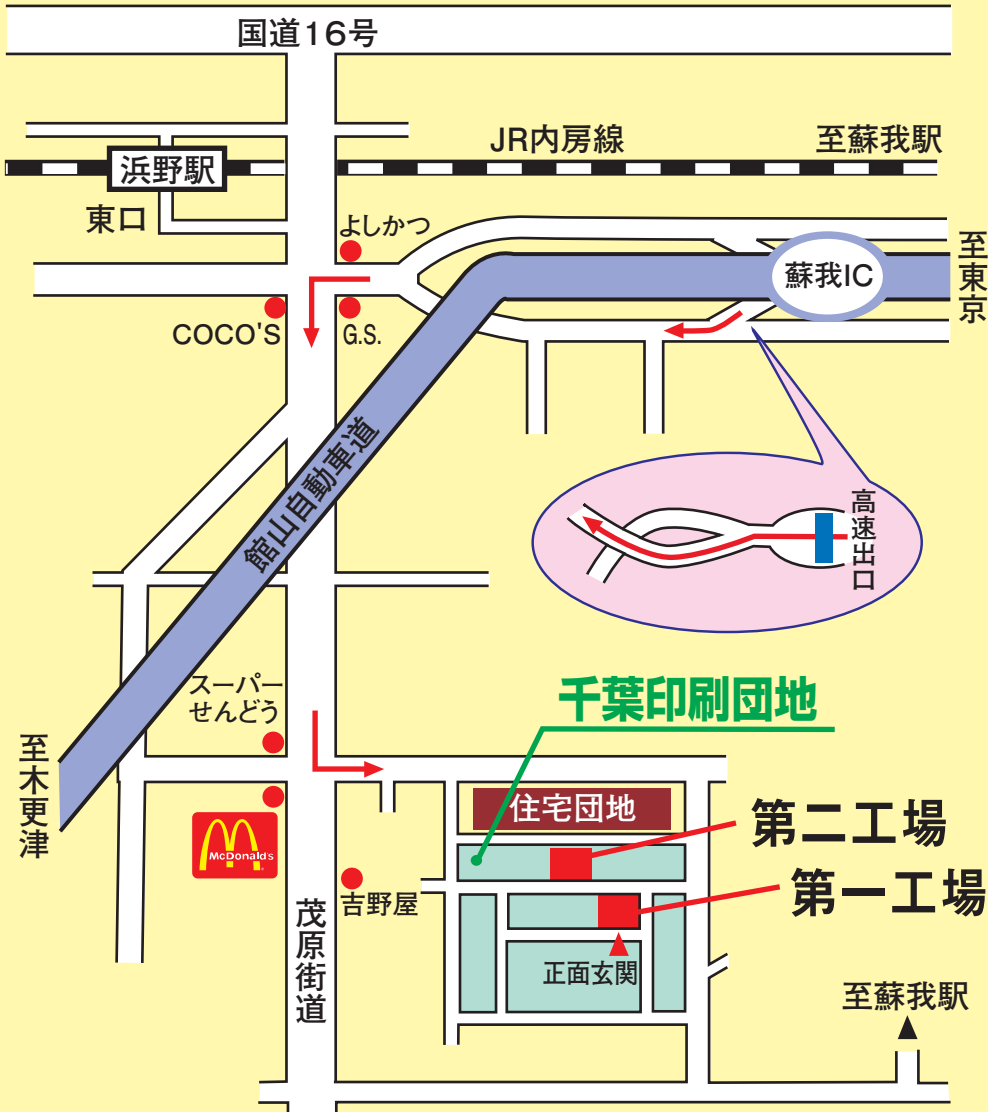 国道16号
JR内房線
至蘇我駅
浜野駅
東口
よしかつ
至東京
蘇我IC
COCO'S
G.S.
館山自動車道
高速出口
スーパー
せんどう
千葉印刷団地
至木更津
住宅団地
第二工場
McDonald's
第一工場
吉野屋
茂原街道
正面玄関
至蘇我駅